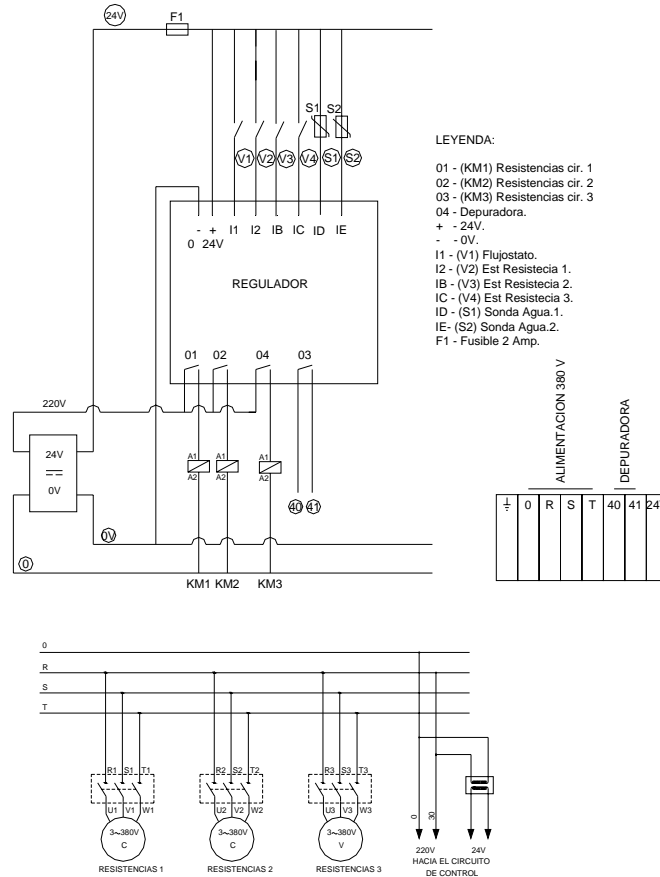 24V
F1
S1 S2
V1 V2 V3 V4 S1 S2
- + I1 I2 IB IC ID IE
0 24V
REGULADOR
01 02 04 03
220V
24V
0V
A1 A1 A1
A2 A2 A2
40 41
0V
0
KM1 KM2 KM3
LEYENDA:
01 - (KM1) Resistencias cir. 1
02 - (KM2) Resistencias cir. 2
03 - (KM3) Resistencias cir. 3
04 - Depuradora.
+ - 24V.
- - 0V.
I1 - (V1) Flujostato.
I2 - (V2) Est Resistecia 1.
IB - (V3) Est Resistecia 2.
IC - (V4) Est Resistecia 3.
ID - (S1) Sonda Agua.1.
IE- (S2) Sonda Agua.2.
F1 - Fusible 2 Amp.
ALIMENTACION 380 V
DEPURADORA
0 R S T 40 41 24V
0
R
S
T
R1 S1 T1 R2 S2 T2 R3 S3 T3
U1 V1 W1 U2 V2 W2 U3 V3 W3
3~380V 3~380V 3~380V
C C V
RESISTENCIAS 1 RESISTENCIAS 2 RESISTENCIAS 3
0 30
220V 24V
HACIA EL CIRCUITO
DE CONTROL